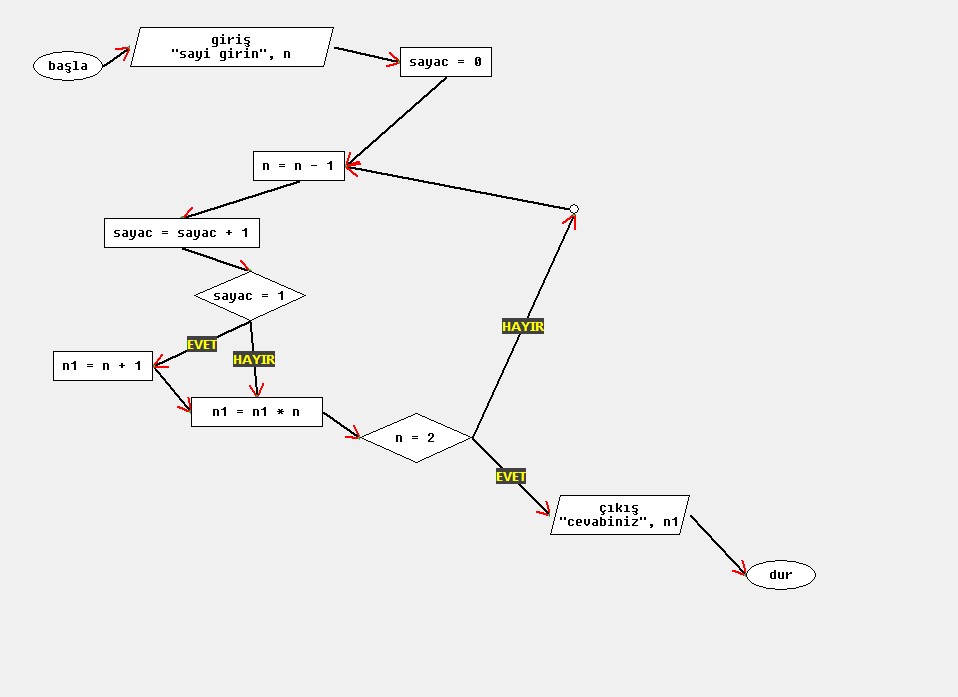 başla
giriş
"sayi girin", n
sayac = 0
n = n - 1
sayac = sayac + 1
sayac = 1
EVET
HAYIR
n1 = n + 1
n1 = n1 * n
n = 2
HAYIR
EVET
çıkış
"cevabiniz", n1
dur